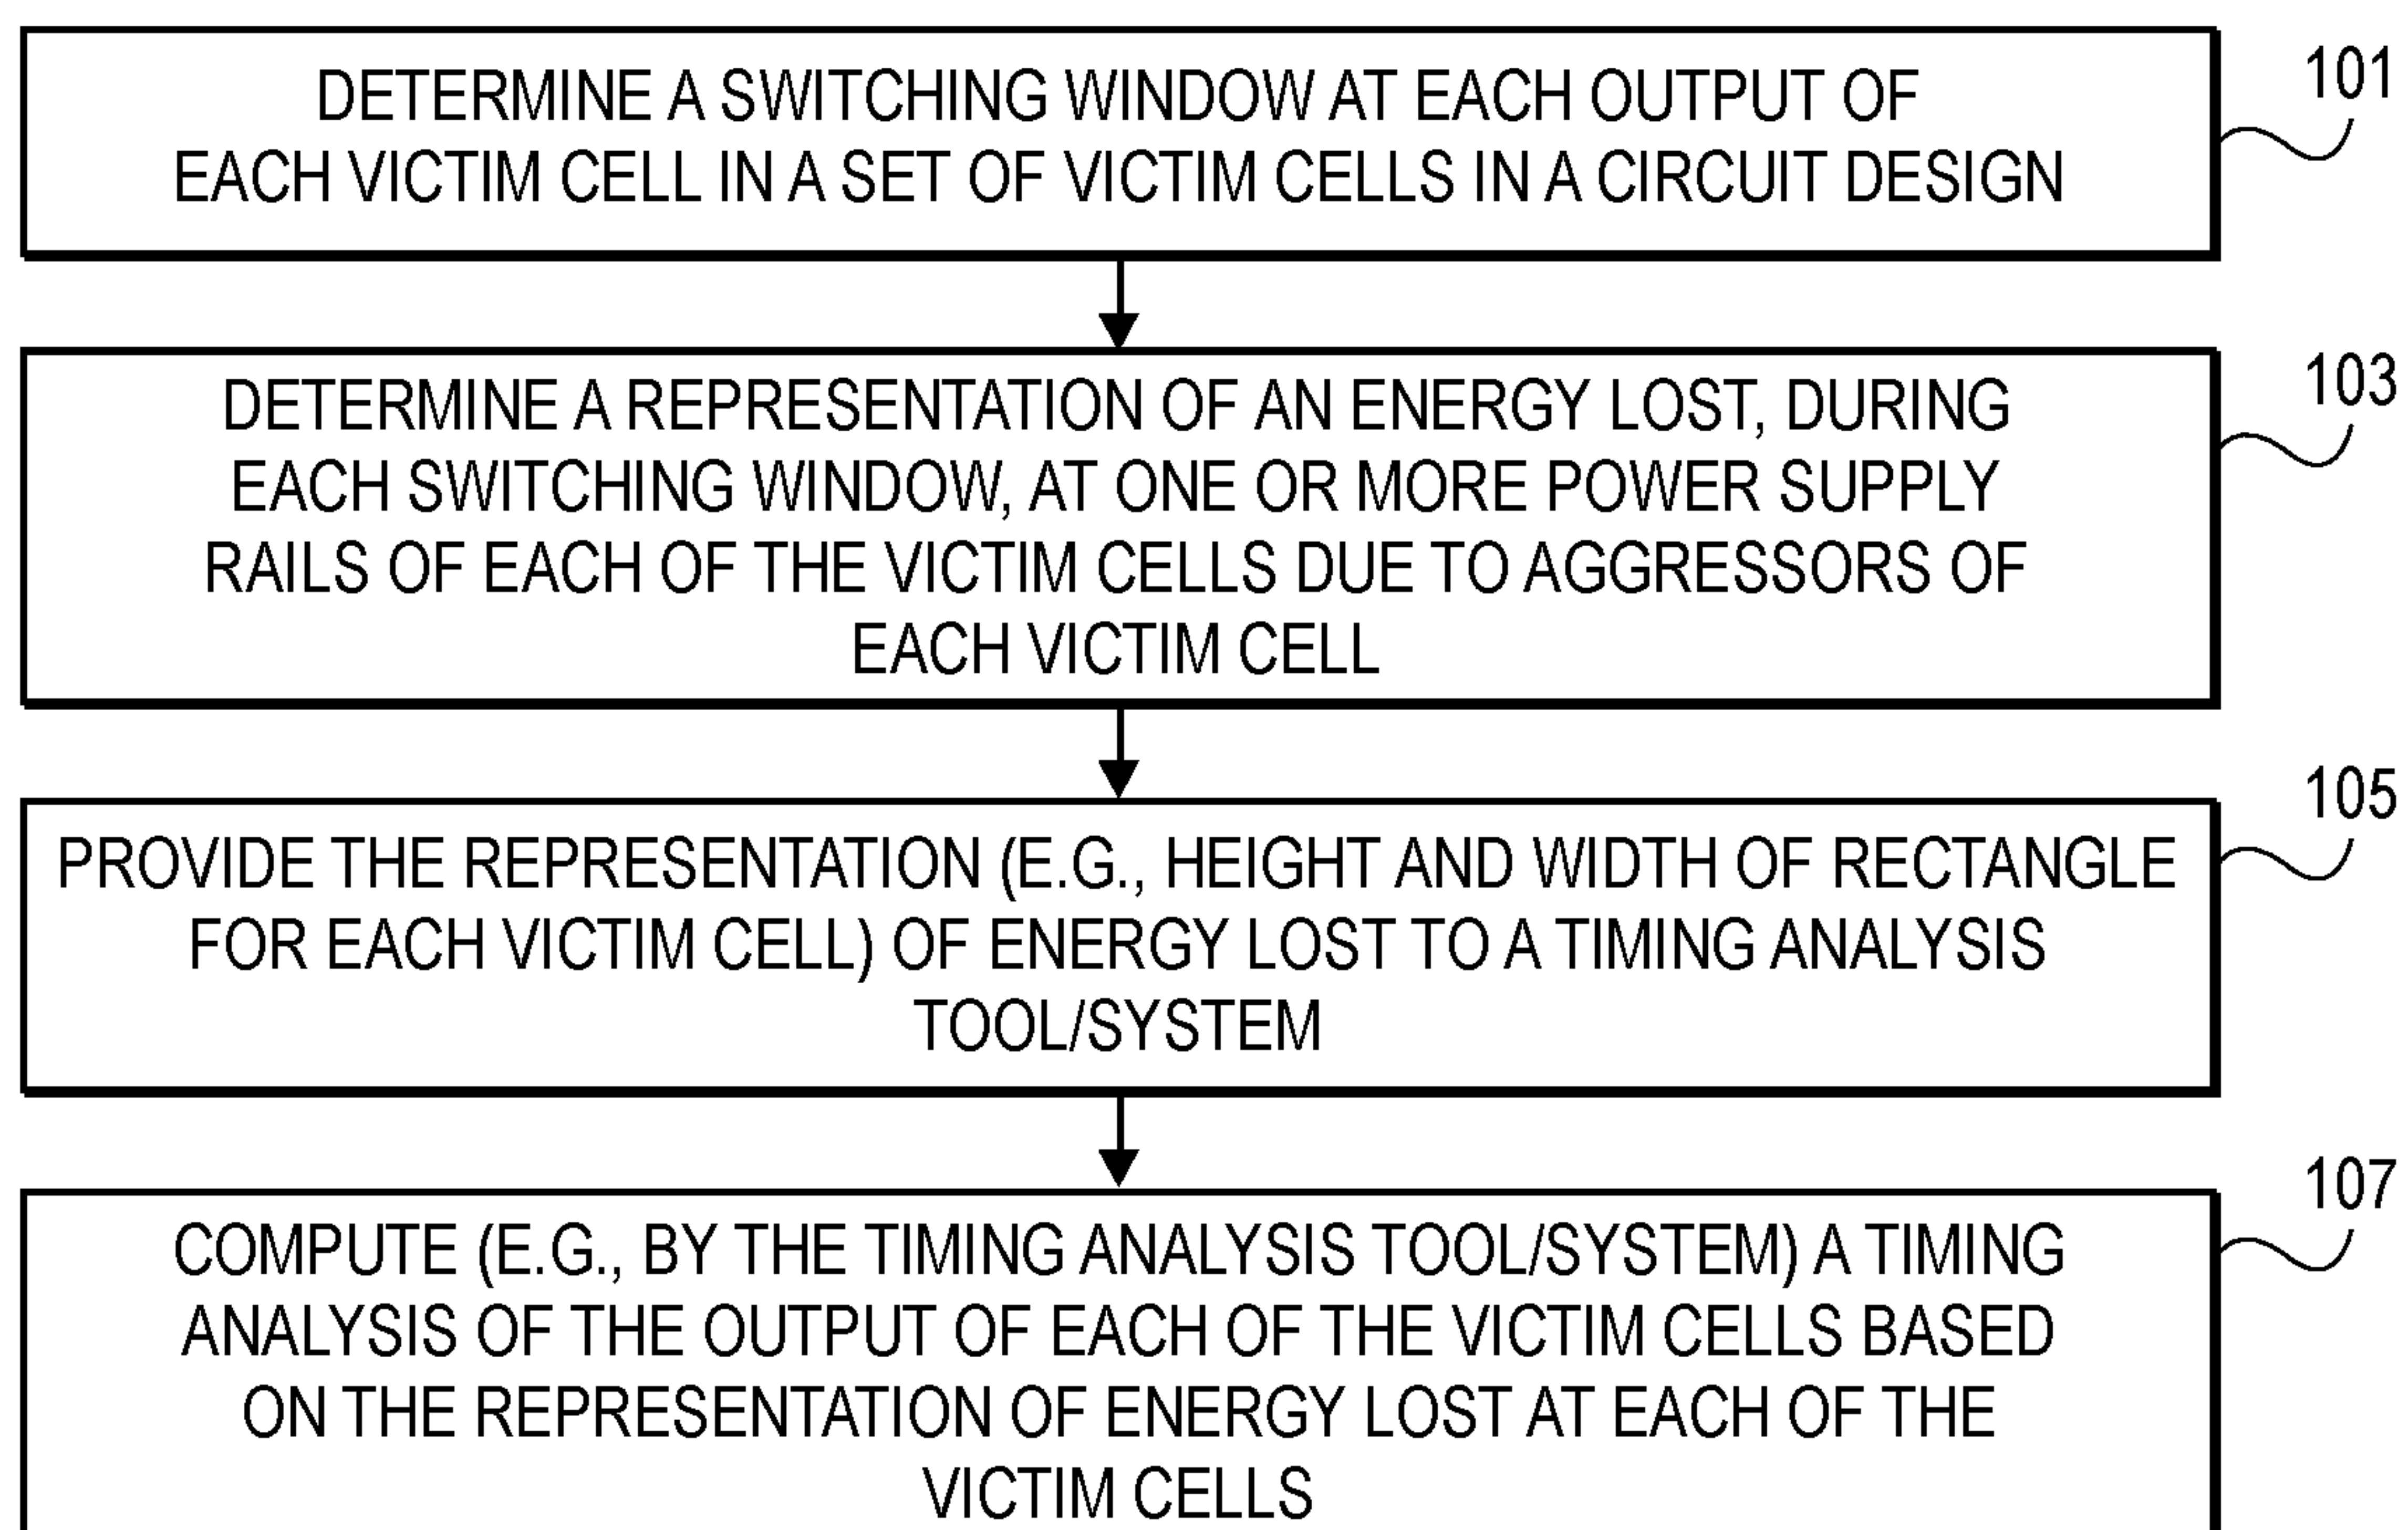 DETERMINE A SWITCHING WINDOW AT EACH OUTPUT OF
EACH VICTIM CELL IN A SET OF VICTIM CELLS IN A CIRCUIT DESIGN
101
DETERMINE A REPRESENTATION OF AN ENERGY LOST, DURING
EACH SWITCHING WINDOW, AT ONE OR MORE POWER SUPPLY
RAILS OF EACH OF THE VICTIM CELLS DUE TO AGGRESSORS OF
EACH VICTIM CELL
103
PROVIDE THE REPRESENTATION (E.G., HEIGHT AND WIDTH OF RECTANGLE
FOR EACH VICTIM CELL) OF ENERGY LOST TO A TIMING ANALYSIS
TOOL/SYSTEM
105
COMPUTE (E.G., BY THE TIMING ANALYSIS TOOL/SYSTEM) A TIMING
ANALYSIS OF THE OUTPUT OF EACH OF THE VICTIM CELLS BASED
ON THE REPRESENTATION OF ENERGY LOST AT EACH OF THE
VICTIM CELLS
107